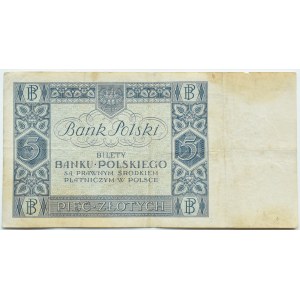 BP BP
Bank Polski
5 5
BILETY
BANKU POLSKIEGO
SĄ PRAWNYM ŚRODKIEM
PŁATNICZYM W POLSCE
BP BP
PIĘĆ ZŁOTYCH